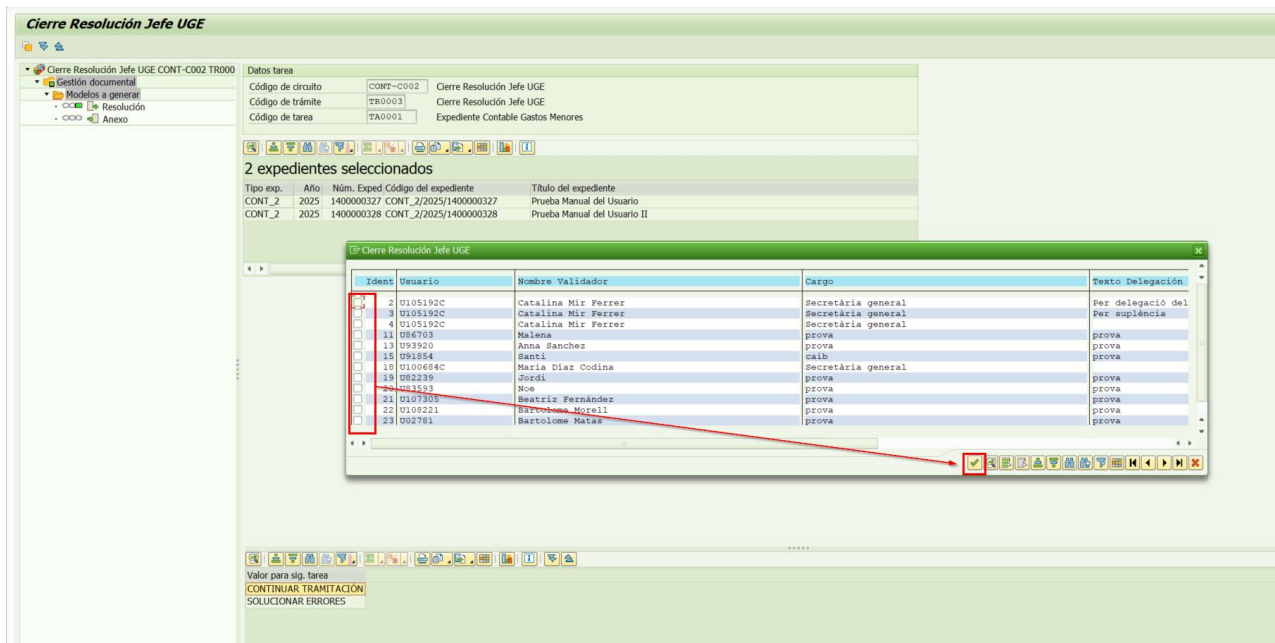 Cierre Resolución Jefe UGE
Cierre Resolución Jefe UGE CONT-C002 TR000
Gestión documental
Modelos a generar
Resolución
Anexo
Datos tarea
Código de circuito CONT-C002 Cierre Resolución Jefe UGE
Código de trámite TR0003 Cierre Resolución Jefe UGE
Código de tarea TA0001 Expediente Contable Gastos Menores
2 expedientes seleccionados
Tipo exp. Año Núm. Exped Código del expediente Título del expediente
CONT_2 2025 1400000327 CONT_2/2025/1400000327 Prueba Manual del Usuario
CONT_2 2025 1400000328 CONT_2/2025/1400000328 Prueba Manual del Usuario II
Cierre Resolución Jefe UGE
Ident Usuario Nombre Validador Cargo Texto Delegación
2 U105192C Catalina Mir Ferrer Secretària general Per delegació del
3 U105192C Catalina Mir Ferrer Secretària general Per suplència
4 U105192C Catalina Mir Ferrer Secretària general
11 U86703 Malena prova prova
13 U93920 Anna Sanchez prova prova
15 U91854 Santi caib prova
18 U100684C Maria Díaz Codina Secretària general
19 U82239 Jordi prova prova
20 U83593 Noe prova prova
21 U107305 Beatriz Fernández prova prova
22 U108221 Bartolome Morell prova prova
23 U02781 Bartolome Matas prova prova
Valor para sig. tarea
CONTINUAR TRAMITACIÓN
SOLUCIONAR ERRORES